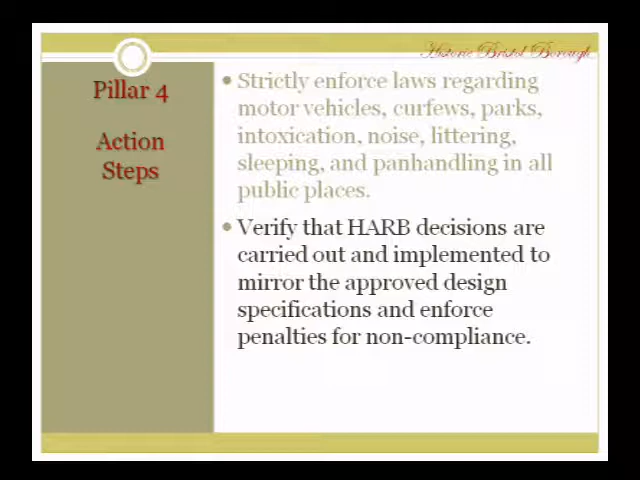 Historic Bristol Borough
Pillar 4
Action
Steps
• Strictly enforce laws regarding
motor vehicles, curfews, parks,
intoxication, noise, littering,
sleeping, and panhandling in all
public places.
• Verify that HARB decisions are
carried out and implemented to
mirror the approved design
specifications and enforce
penalties for non-compliance.